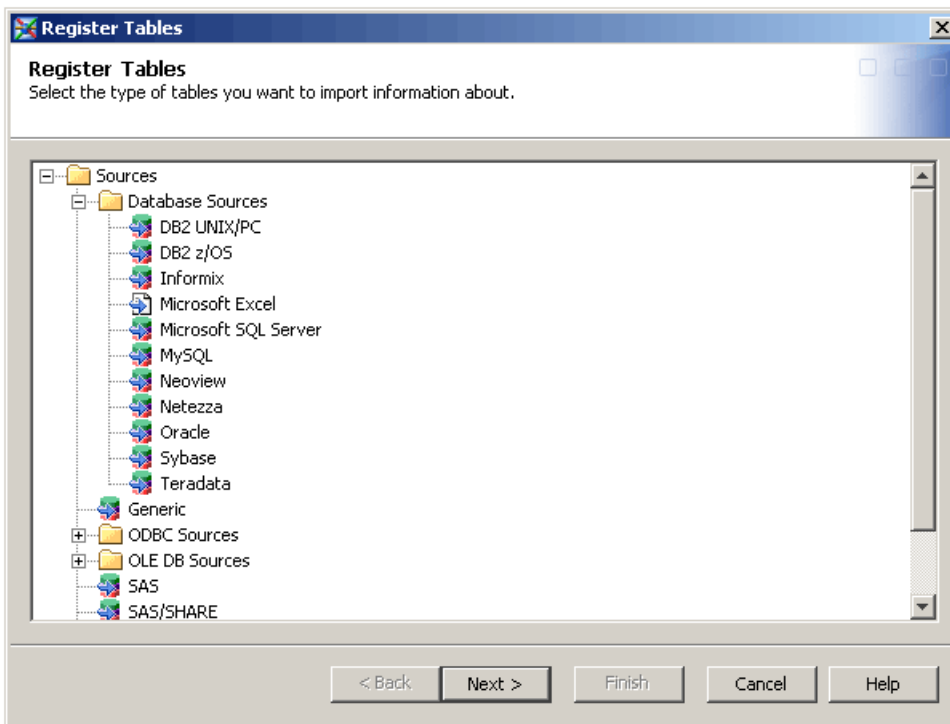 Register Tables
Register Tables
Select the type of tables you want to import information about.
Sources
Database Sources
DB2 UNIX/PC
DB2 z/OS
Informix
Microsoft Excel
Microsoft SQL Server
MySQL
Neoview
Netezza
Oracle
Sybase
Teradata
Generic
ODBC Sources
OLE DB Sources
SAS
SAS/SHARE
< Back Next > Finish Cancel Help